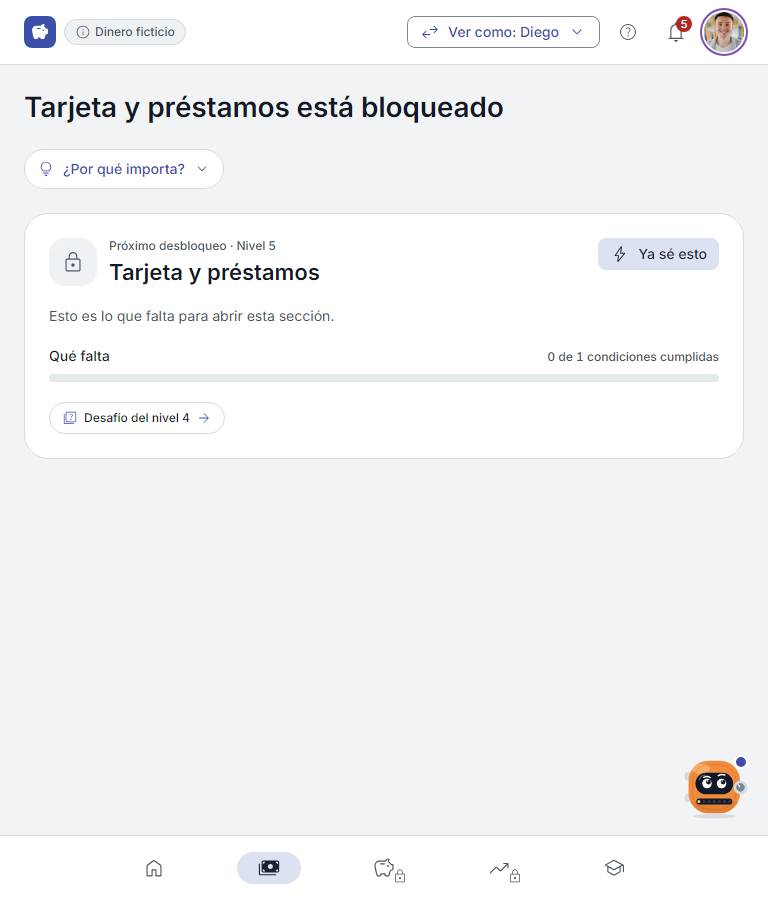 Dinero ficticio
Ver como: Diego
5
Tarjeta y préstamos está bloqueado
¿Por qué importa?
Próximo desbloqueo · Nivel 5
Tarjeta y préstamos
Ya sé esto
Esto es lo que falta para abrir esta sección.
Qué falta
0 de 1 condiciones cumplidas
Desafío del nivel 4